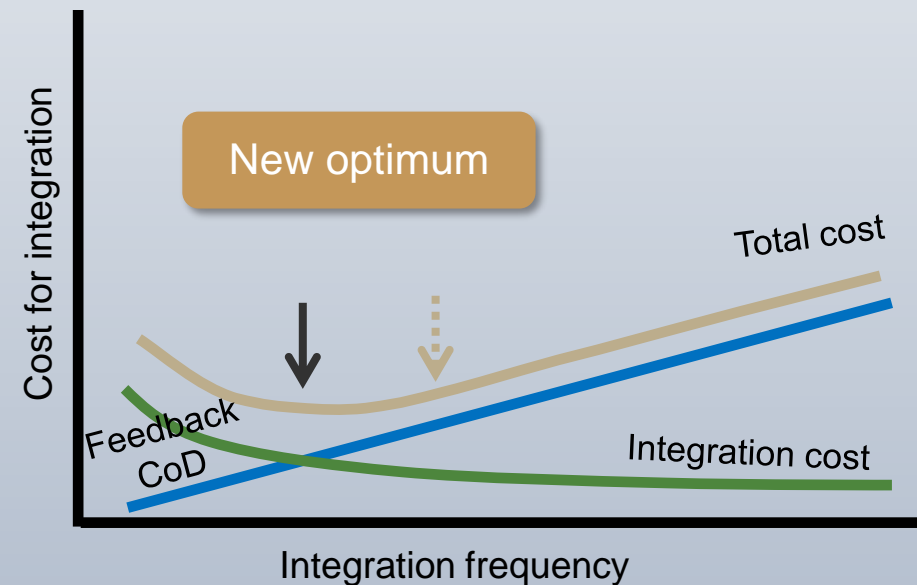 Cost for integration
New optimum
Total cost
Feedback
CoD
Integration cost
Integration frequency